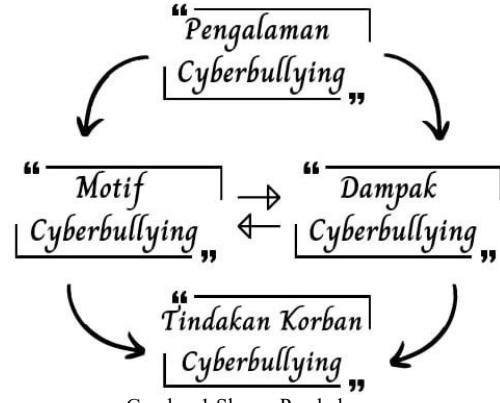 “ Pengalaman
Cyberbullying ”
“ Motif
Cyberbullying ”
“ Dampak
Cyberbullying ”
“ Tindakan Korban
Cyberbullying ”